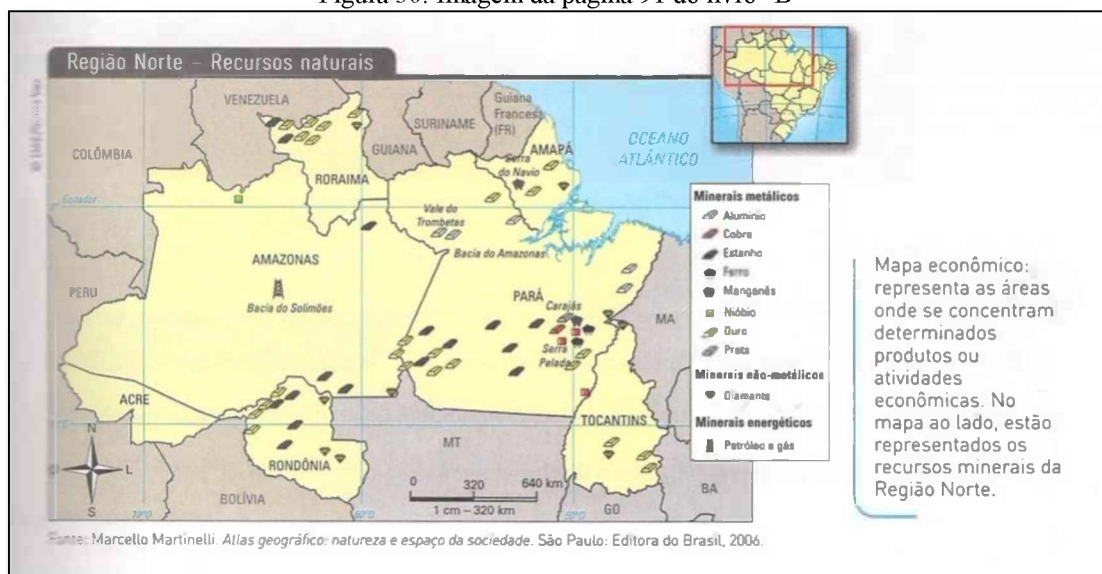 Figura 50: Imagem da página 91 do livro "B"
Região Norte – Recursos naturais
VENEZUELA
COLÔMBIA
GUIANA
SURINAME
Guiana
Francesa
(FR)
OCEANO
ATLÂNTICO
AMAPÁ
Serra
do Navio
RORAIMA
Equador
Vale do
Trombetas
Bacia do Amazonas
AMAZONAS
Bacia do Solimões
PERU
PARÁ
Carajás
Serra
Pelada
MA
ACRE
RONDÔNIA
TOCANTINS
MT
BOLÍVIA
BA
GO
N
L
S
0 320 640 km
1 cm – 320 km
70°O
60°O
50°O
Minerais metálicos
Alumínio
Cobre
Estanho
Ferro
Manganês
Nióbio
Ouro
Prata
Minerais não-metálicos
Diamante
Minerais energéticos
Petróleo e gás
Mapa econômico:
representa as áreas
onde se concentram
determinados
produtos ou
atividades
econômicas. No
mapa ao lado, estão
representados os
recursos minerais da
Região Norte.
Fonte: Marcello Martinelli. Atlas geográfico: natureza e espaço da sociedade. São Paulo: Editora do Brasil, 2006.